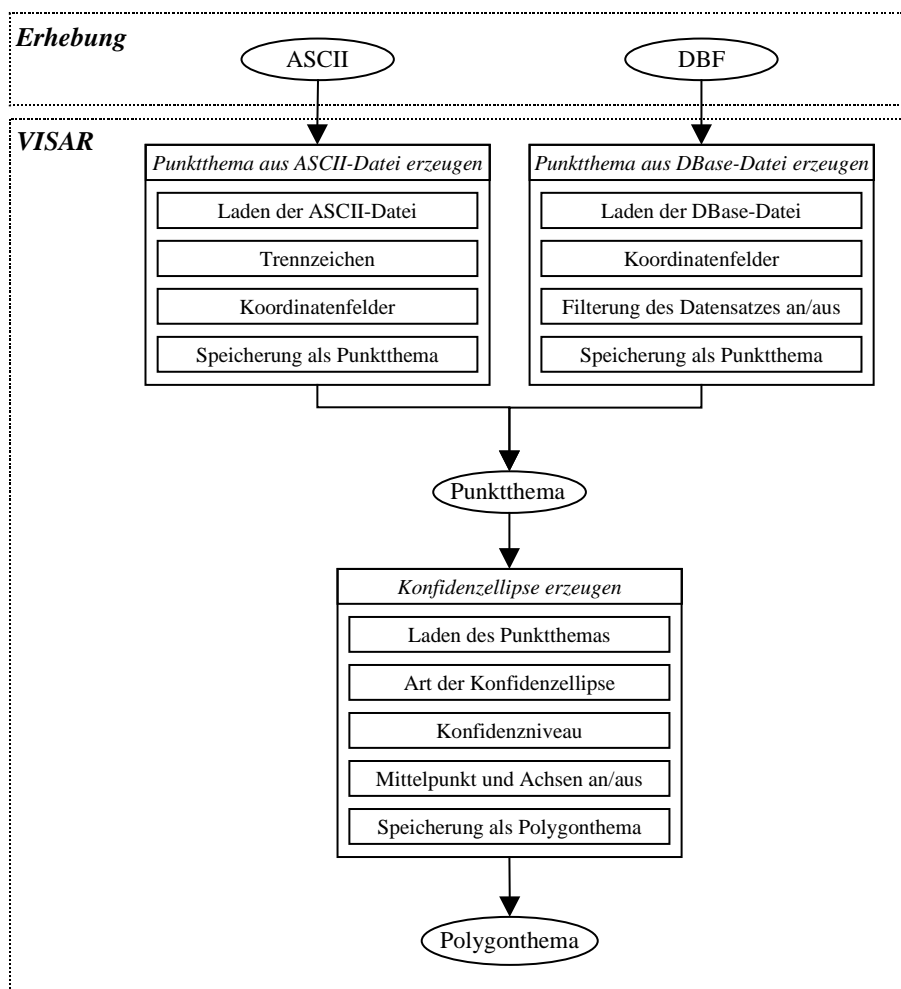 Erhebung
ASCII
DBF
VISAR
Punktthema aus ASCII-Datei erzeugen
Laden der ASCII-Datei
Trennzeichen
Koordinatenfelder
Speicherung als Punktthema
Punktthema aus DBase-Datei erzeugen
Laden der DBase-Datei
Koordinatenfelder
Filterung des Datensatzes an/aus
Speicherung als Punktthema
Punktthema
Konfidenzellipse erzeugen
Laden des Punktthemas
Art der Konfidenzellipse
Konfidenzniveau
Mittelpunkt und Achsen an/aus
Speicherung als Polygonthema
Polygonthema